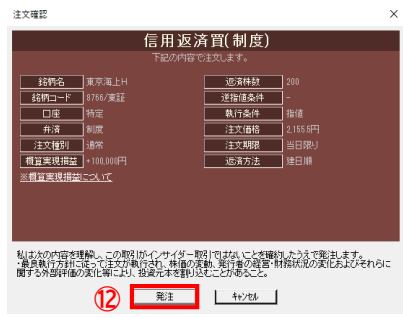 注文確認
信用返済買(制度)
下記の内容で注文します。
銘柄名 東京海上H 返済株数 200
銘柄コード 8766/東証 逆指値条件 -
口座 特定 執行条件 指値
弁済 制度 注文価格 2,155.5円
注文種別 通常 注文期限 当日限り
概算実現損益 +100,000円 返済方法 建日順
※概算実現損益について
私は次の内容を理解し、この取引がインサイダー取引ではないことを確約したうえで発注します。
・最良執行方針に従って注文が執行され、株価の変動、発行者の経営・財務状況の変化およびそれらに
関する外部評価の変化等により、投資元本を割り込むことがあること。
⑫ 発注 キャンセル